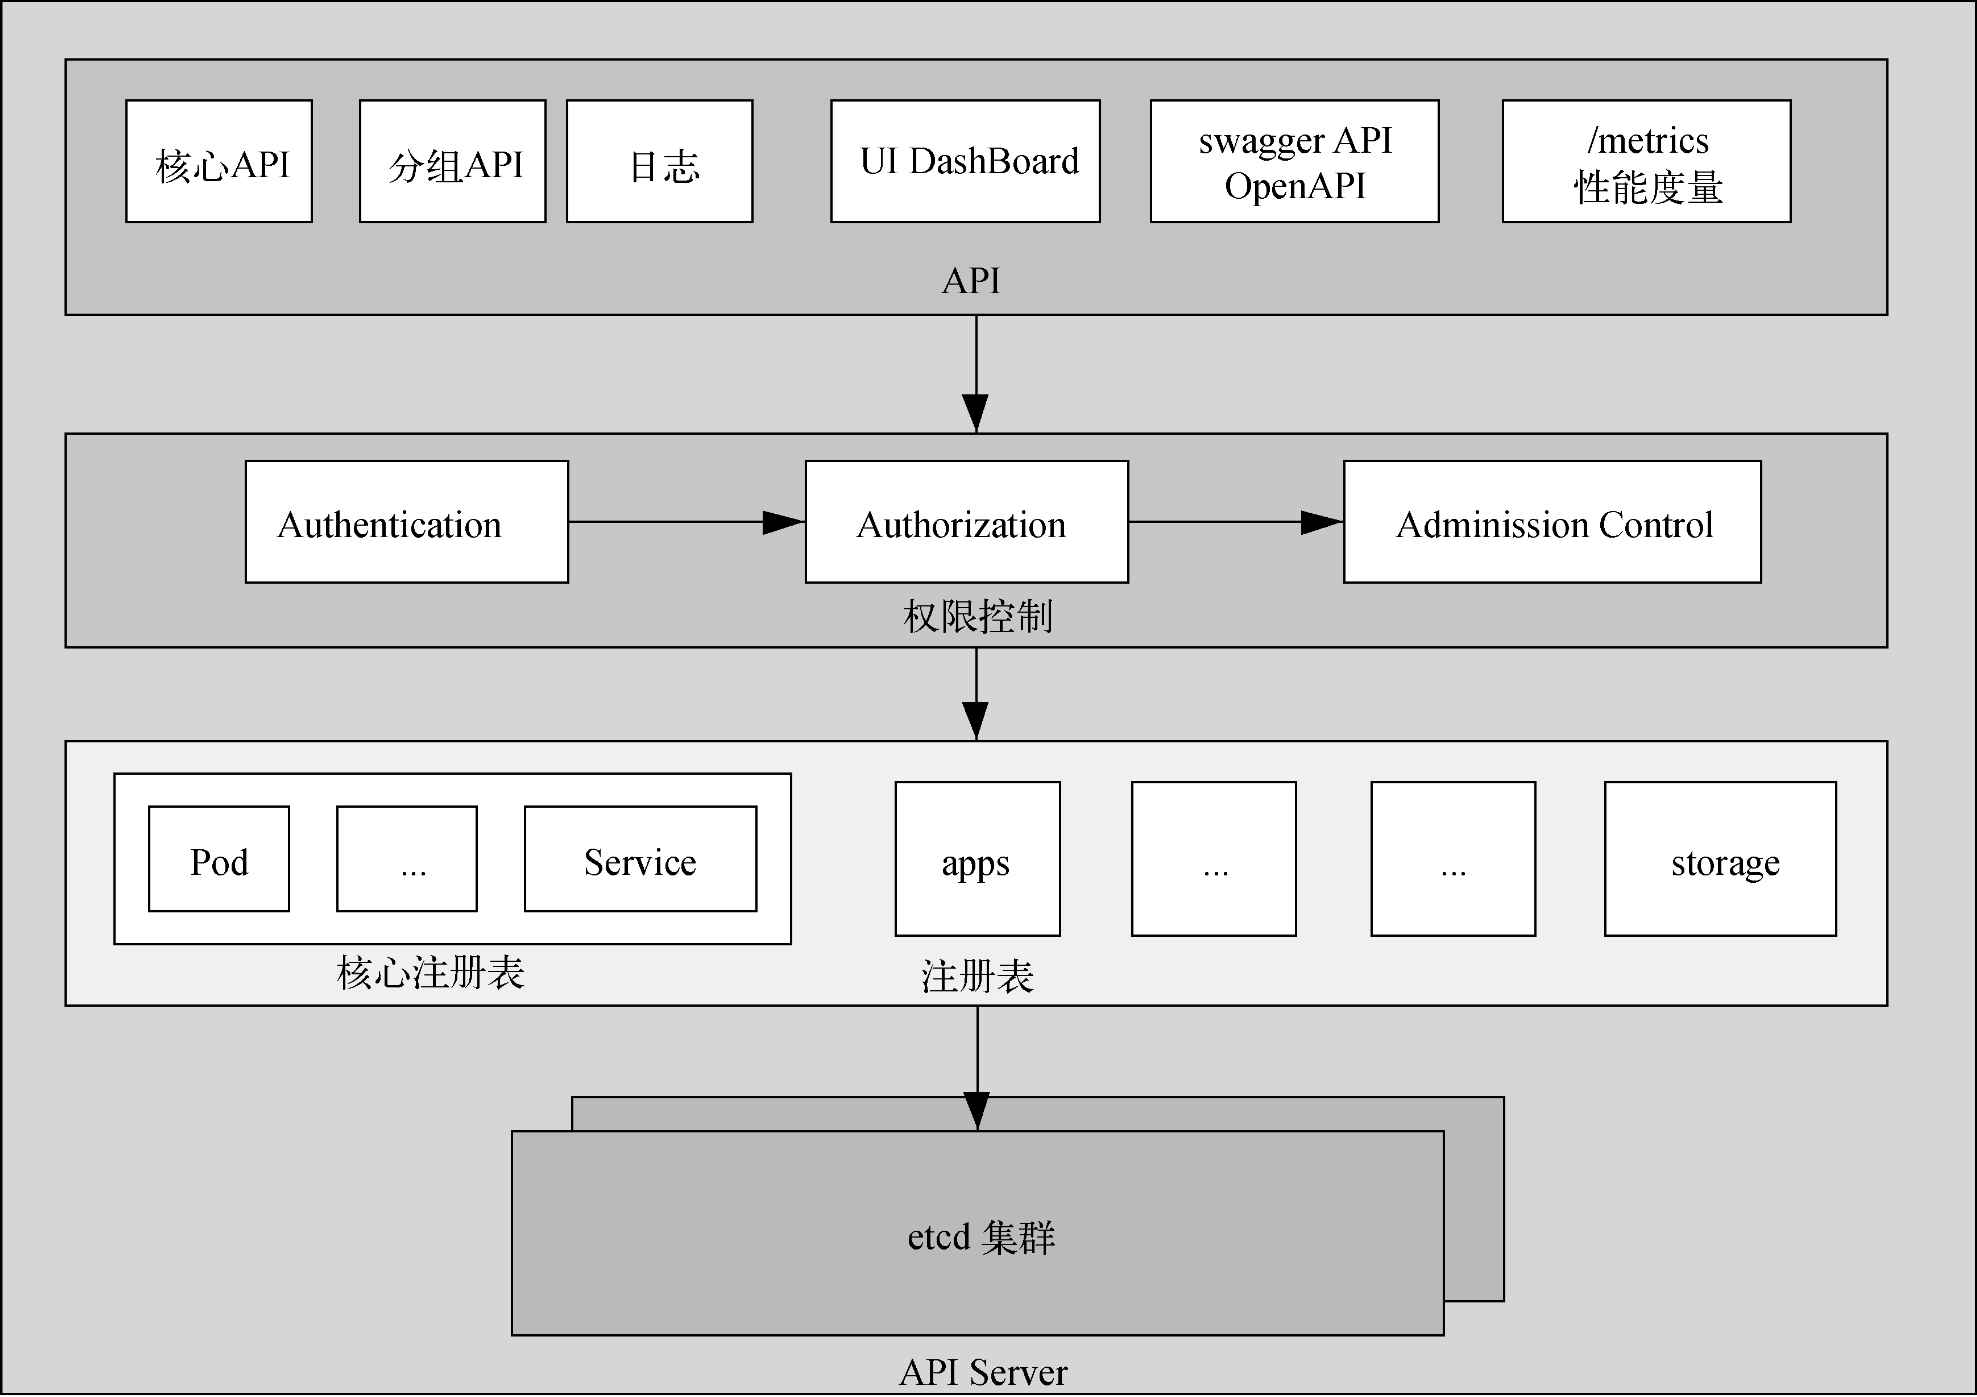 核心API
分组API
日志
UI DashBoard
swagger API
OpenAPI
/metrics
性能度量
API
Authentication
Authorization
Adminission Control
权限控制
Pod
...
Service
核心注册表
apps
...
...
storage
注册表
etcd 集群
API Server